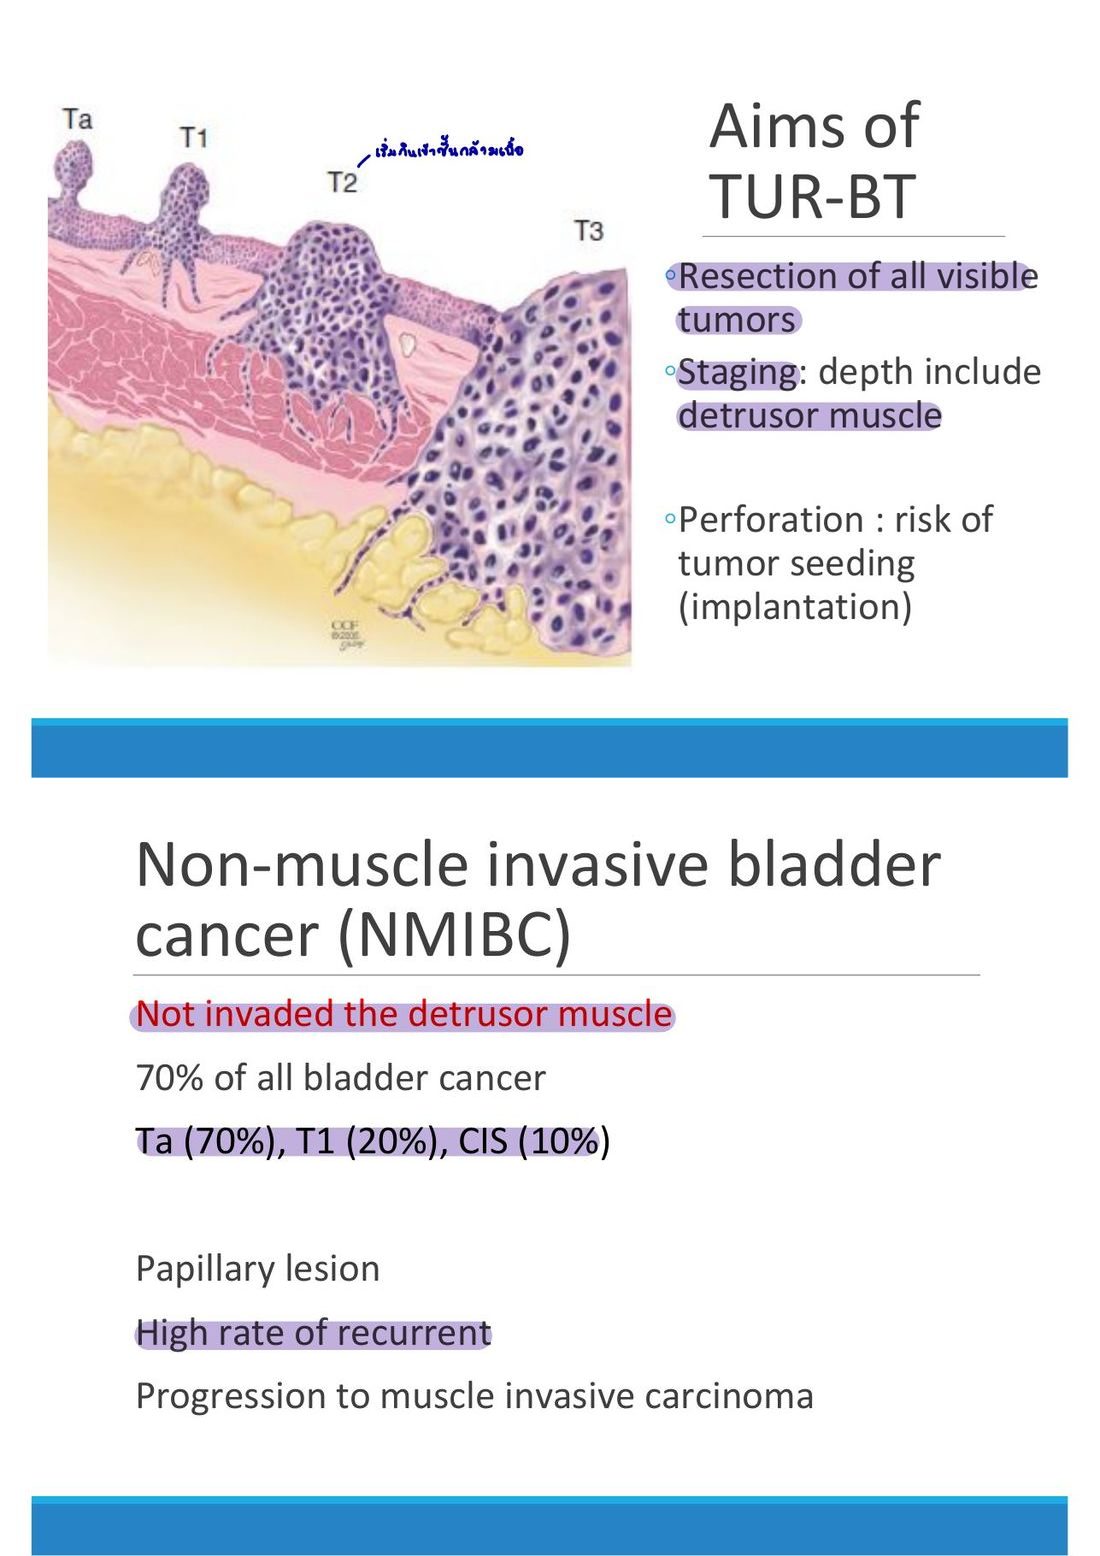 Ta
T1
เริ่มกินเข้าชั้นกล้ามเนื้อ
T2
T3
Aims of
TUR-BT
◦Resection of all visible
tumors
◦Staging: depth include
detrusor muscle
◦Perforation : risk of
tumor seeding
(implantation)
CCF
©2006
Non-muscle invasive bladder
cancer (NMIBC)
Not invaded the detrusor muscle
70% of all bladder cancer
Ta (70%), T1 (20%), CIS (10%)
Papillary lesion
High rate of recurrent
Progression to muscle invasive carcinoma